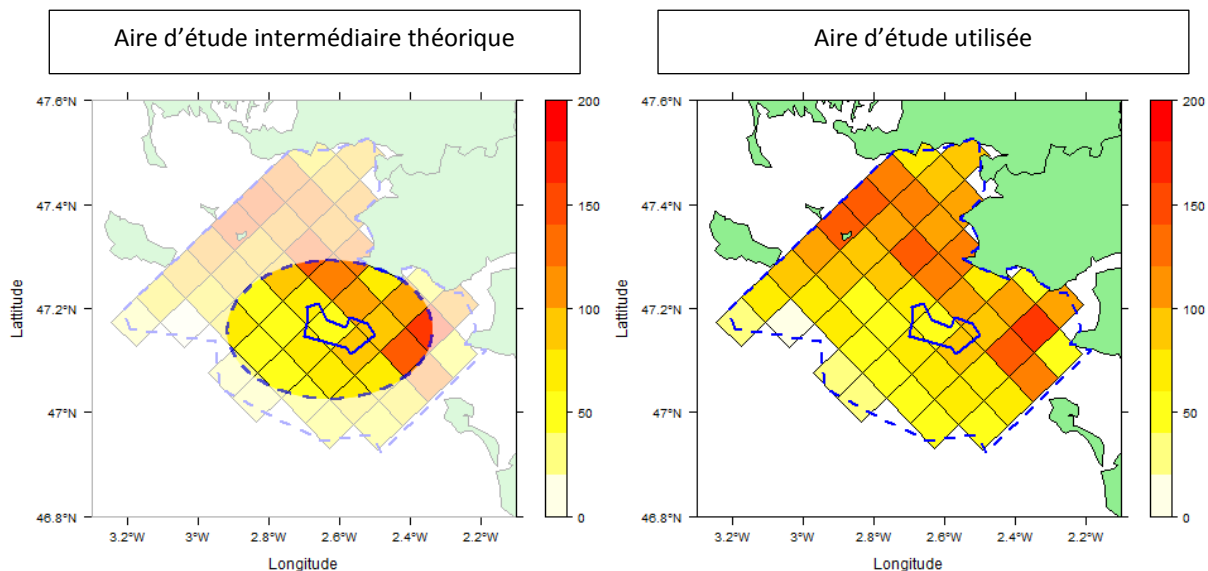 Aire d'étude intermédiaire théorique
Aire d'étude utilisée
47.6°N
47.4°N
47.2°N
47°N
46.8°N
Lattitude
3.2°W
3°W
2.8°W
2.6°W
2.4°W
2.2°W
Longitude
200
150
100
50
0
47.6°N
47.4°N
47.2°N
47°N
46.8°N
Lattitude
3.2°W
3°W
2.8°W
2.6°W
2.4°W
2.2°W
Longitude
200
150
100
50
0